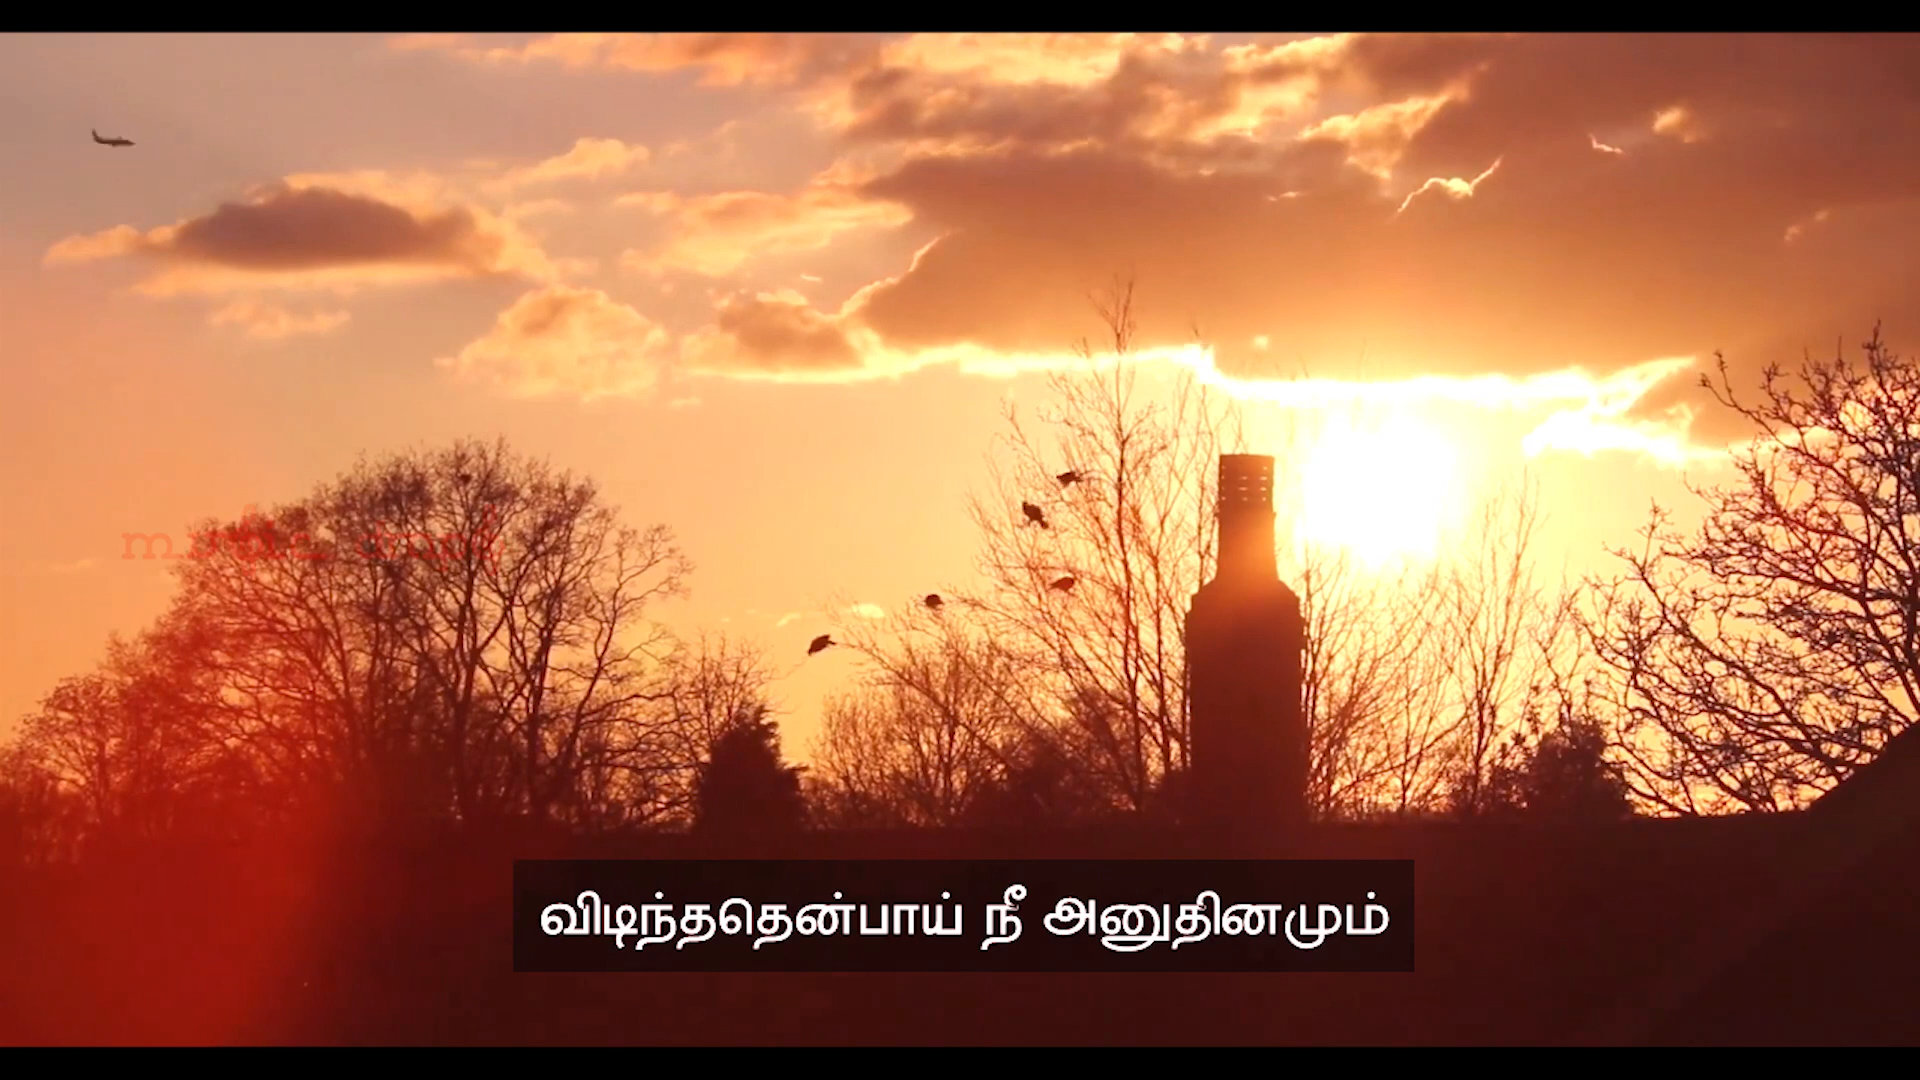 விடிந்ததென்பாய் நீ அனுதினமும்